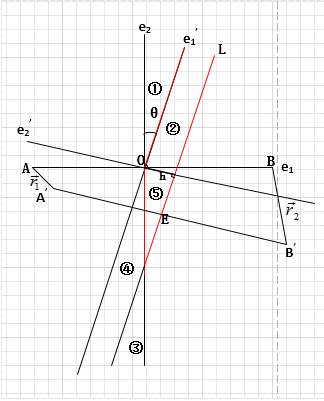 e₂
e₁′
L
①
θ
②
e₂′
O
A
B
e₁
h
r⃗₁
⑤
A′
r⃗₂
E
B′
④
③